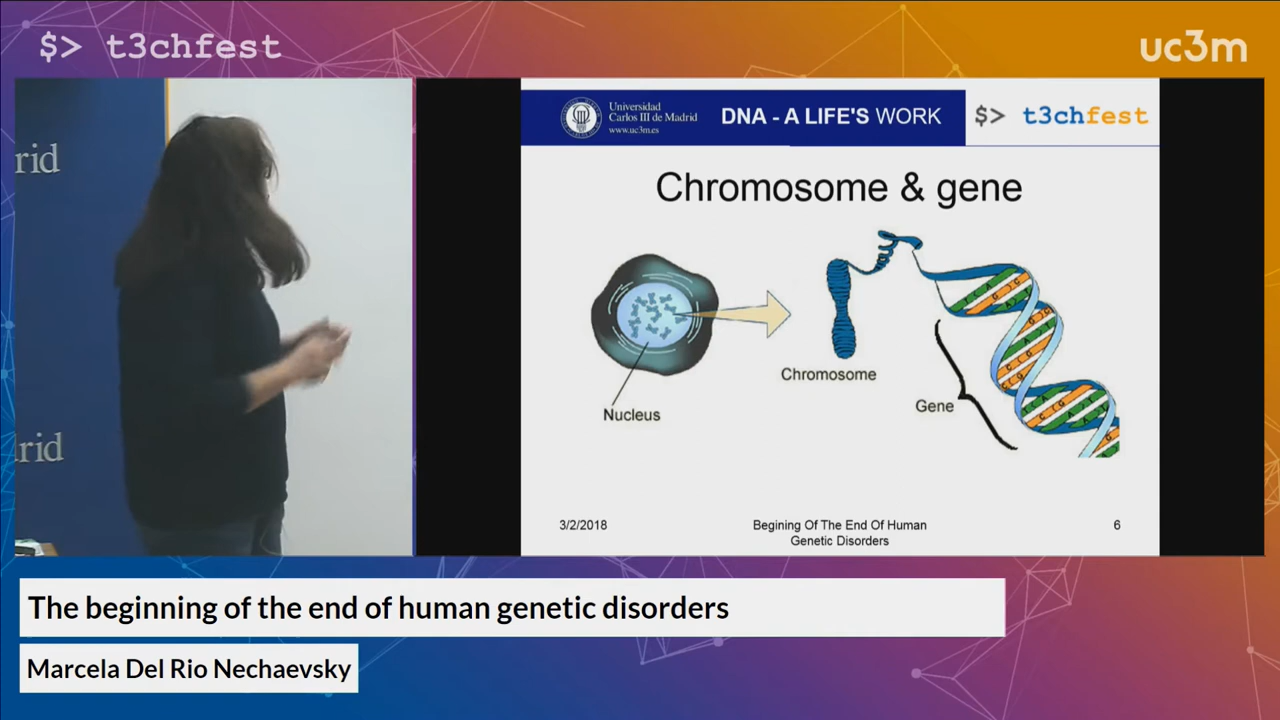 $> t3chfest
uc3m
rid
drid
Universidad
Carlos III de Madrid
www.uc3m.es
DNA - A LIFE'S WORK
$> t3chfest
Chromosome & gene
Nucleus
Chromosome
Gene
3/2/2018
Begining Of The End Of Human
Genetic Disorders
6
The beginning of the end of human genetic disorders
Marcela Del Rio Nechaevsky